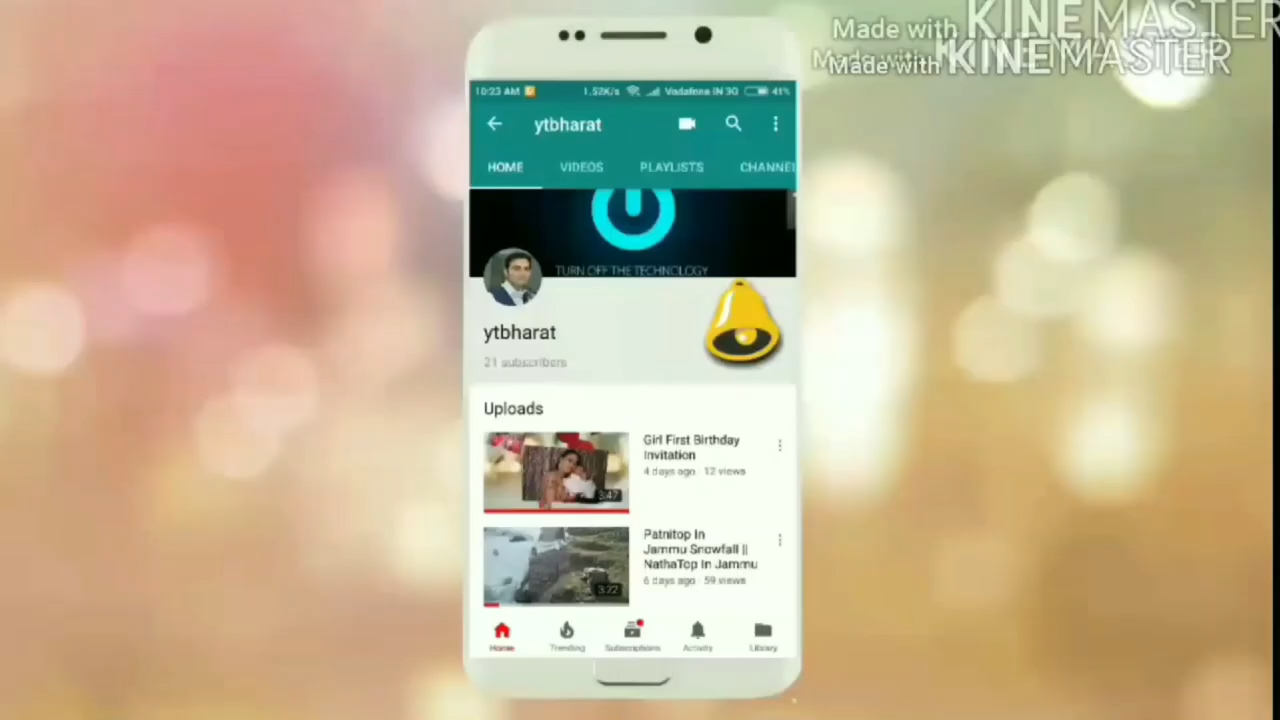 Made with KINEMASTER
Made with
Made with KINEMASTER
10:23 AM 1.52K/s Vodafone IN 3G 41%
ytbharat
HOME VIDEOS PLAYLISTS CHANNEL
TURN OFF THE TECHNOLOGY
ytbharat
21 subscribers
Uploads
Girl First Birthday
Invitation
4 days ago · 12 views
3:47
Patnitop In
Jammu Snowfall ||
NathaTop In Jammu
6 days ago · 59 views
3:22
Home Trending Subscriptions Activity Library